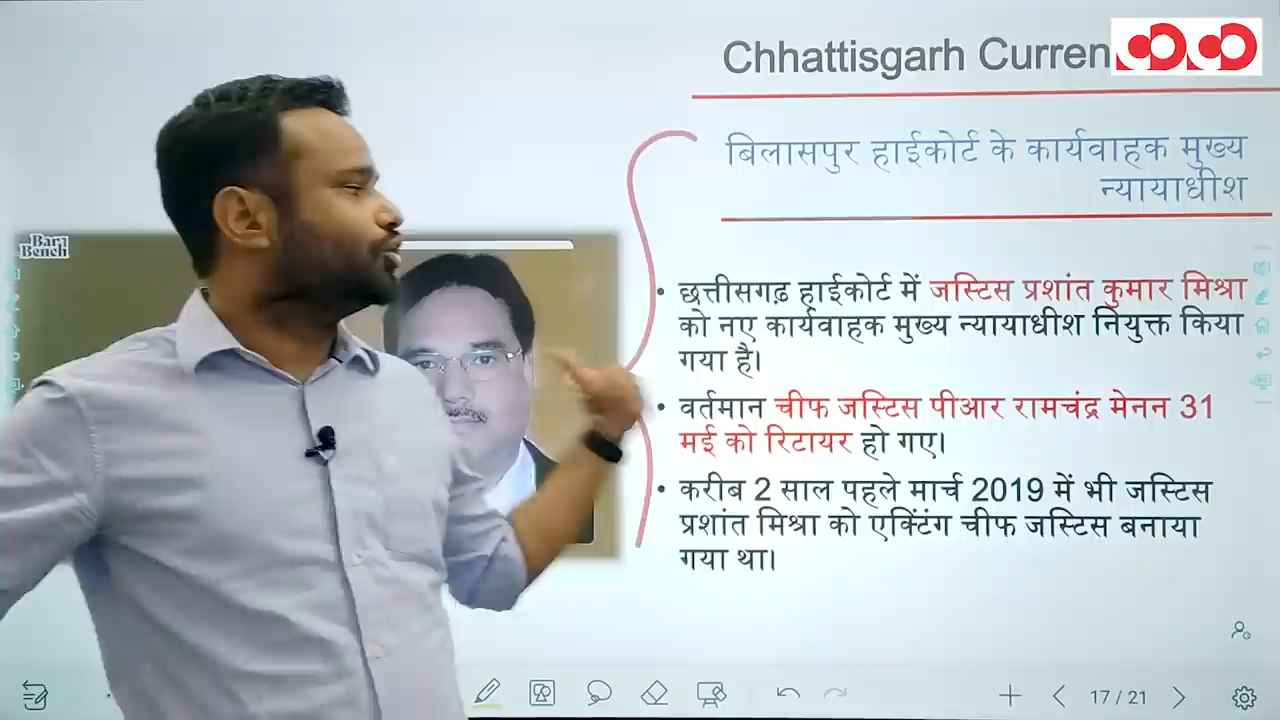 Chhattisgarh Curren
बिलासपुर हाईकोर्ट के कार्यवाहक मुख्य
न्यायाधीश
Bar
Bench
• छत्तीसगढ़ हाईकोर्ट में जस्टिस प्रशांत कुमार मिश्रा
को नए कार्यवाहक मुख्य न्यायाधीश नियुक्त किया
गया है।
• वर्तमान चीफ जस्टिस पीआर रामचंद्र मेनन 31
मई को रिटायर हो गए।
• करीब 2 साल पहले मार्च 2019 में भी जस्टिस
प्रशांत मिश्रा को एक्टिंग चीफ जस्टिस बनाया
गया था।
17 / 21